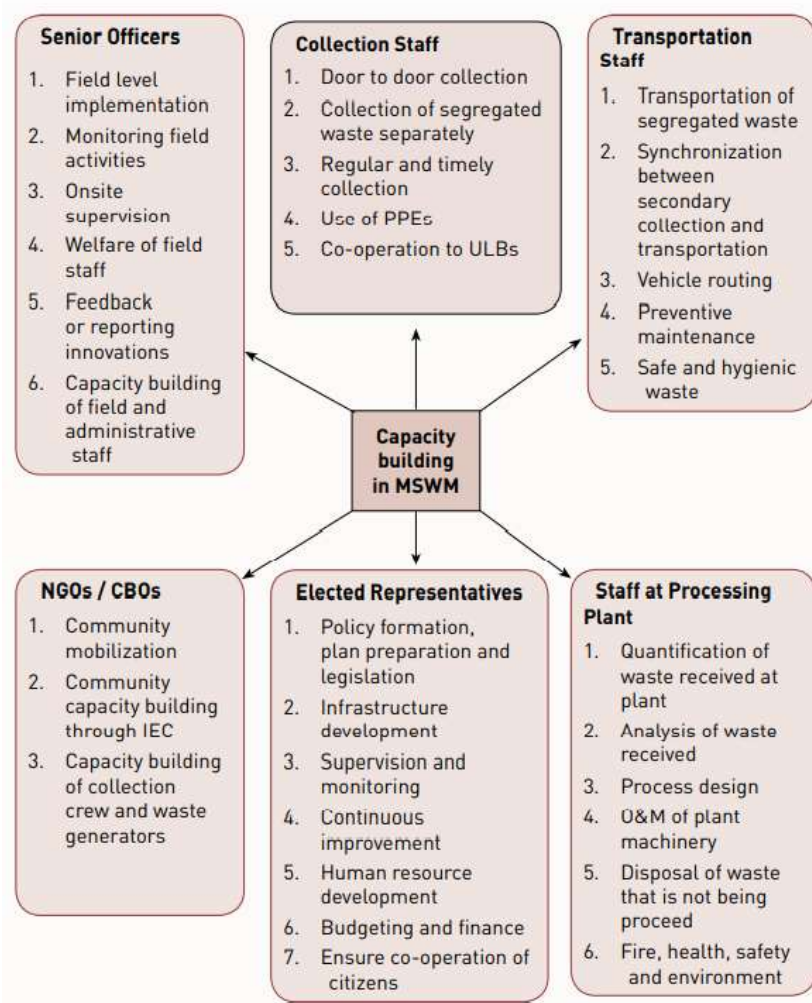 Senior Officers
1. Field level
implementation
2. Monitoring field
activities
3. Onsite
supervision
4. Welfare of field
staff
5. Feedback
or reporting
innovations
6. Capacity building
of field and
administrative
staff
Collection Staff
1. Door to door collection
2. Collection of segregated
waste separately
3. Regular and timely
collection
4. Use of PPEs
5. Co-operation to ULBs
Transportation
Staff
1. Transportation of
segregated waste
2. Synchronization
between
secondary
collection and
transportation
3. Vehicle routing
4. Preventive
maintenance
5. Safe and hygienic
waste
Capacity
building
in MSWM
NGOs / CBOs
1. Community
mobilization
2. Community
capacity building
through IEC
3. Capacity building
of collection
crew and waste
generators
Elected Representatives
1. Policy formation,
plan preparation and
legislation
2. Infrastructure
development
3. Supervision and
monitoring
4. Continuous
improvement
5. Human resource
development
6. Budgeting and finance
7. Ensure co-operation of
citizens
Staff at Processing
Plant
1. Quantification of
waste received at
plant
2. Analysis of waste
received
3. Process design
4. O&M of plant
machinery
5. Disposal of waste
that is not being
proceed
6. Fire, health, safety
and environment